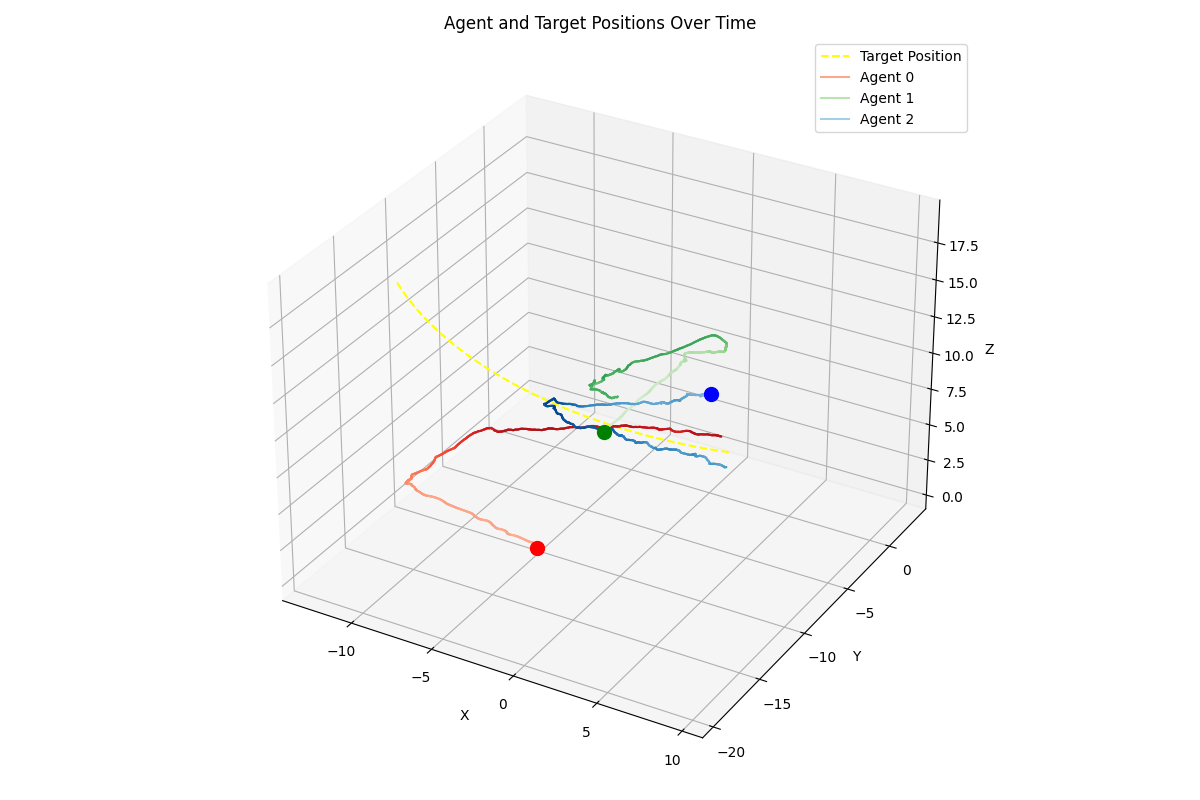 Agent and Target Positions Over Time
Target Position
Agent 0
Agent 1
Agent 2
17.5
15.0
12.5
10.0
7.5
5.0
2.5
0.0
Z
0
−5
−10
−15
−20
Y
−10
−5
0
5
10
X